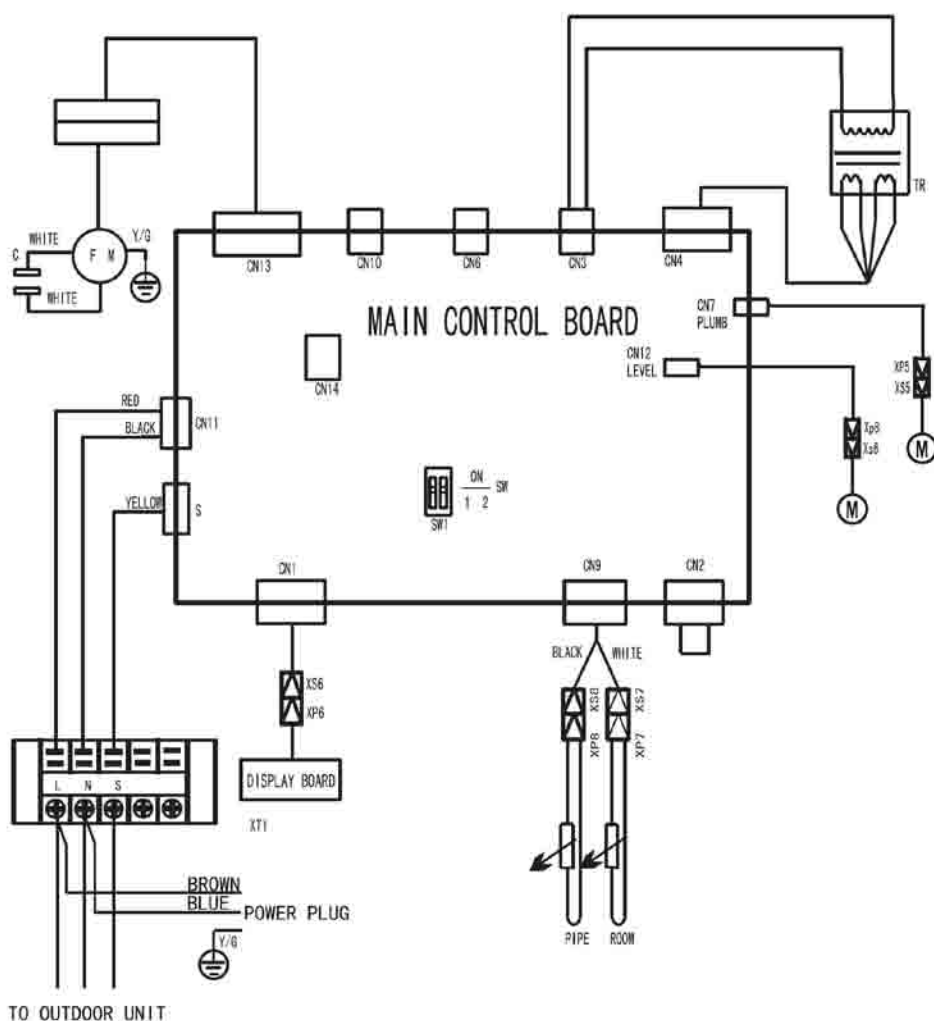 TR
C
WHITE
F M
Y/G
WHITE
CN13
CN10
CN6
CN3
CN4
MAIN CONTROL BOARD
CN7
PLUMB
CN12
LEVEL
CN14
XP5
XS5
Xp8
Xs6
M
M
RED
BLACK
CN11
YELLOW
S
ON
1 2
SW
SW1
CN1
CN9
CN2
BLACK
WHITE
XS6
XP6
XS8
XP8
XS7
XP7
DISPLAY BOARD
L N S
XT1
BROWN
BLUE
POWER PLUG
Y/G
PIPE
ROOM
TO OUTDOOR UNIT